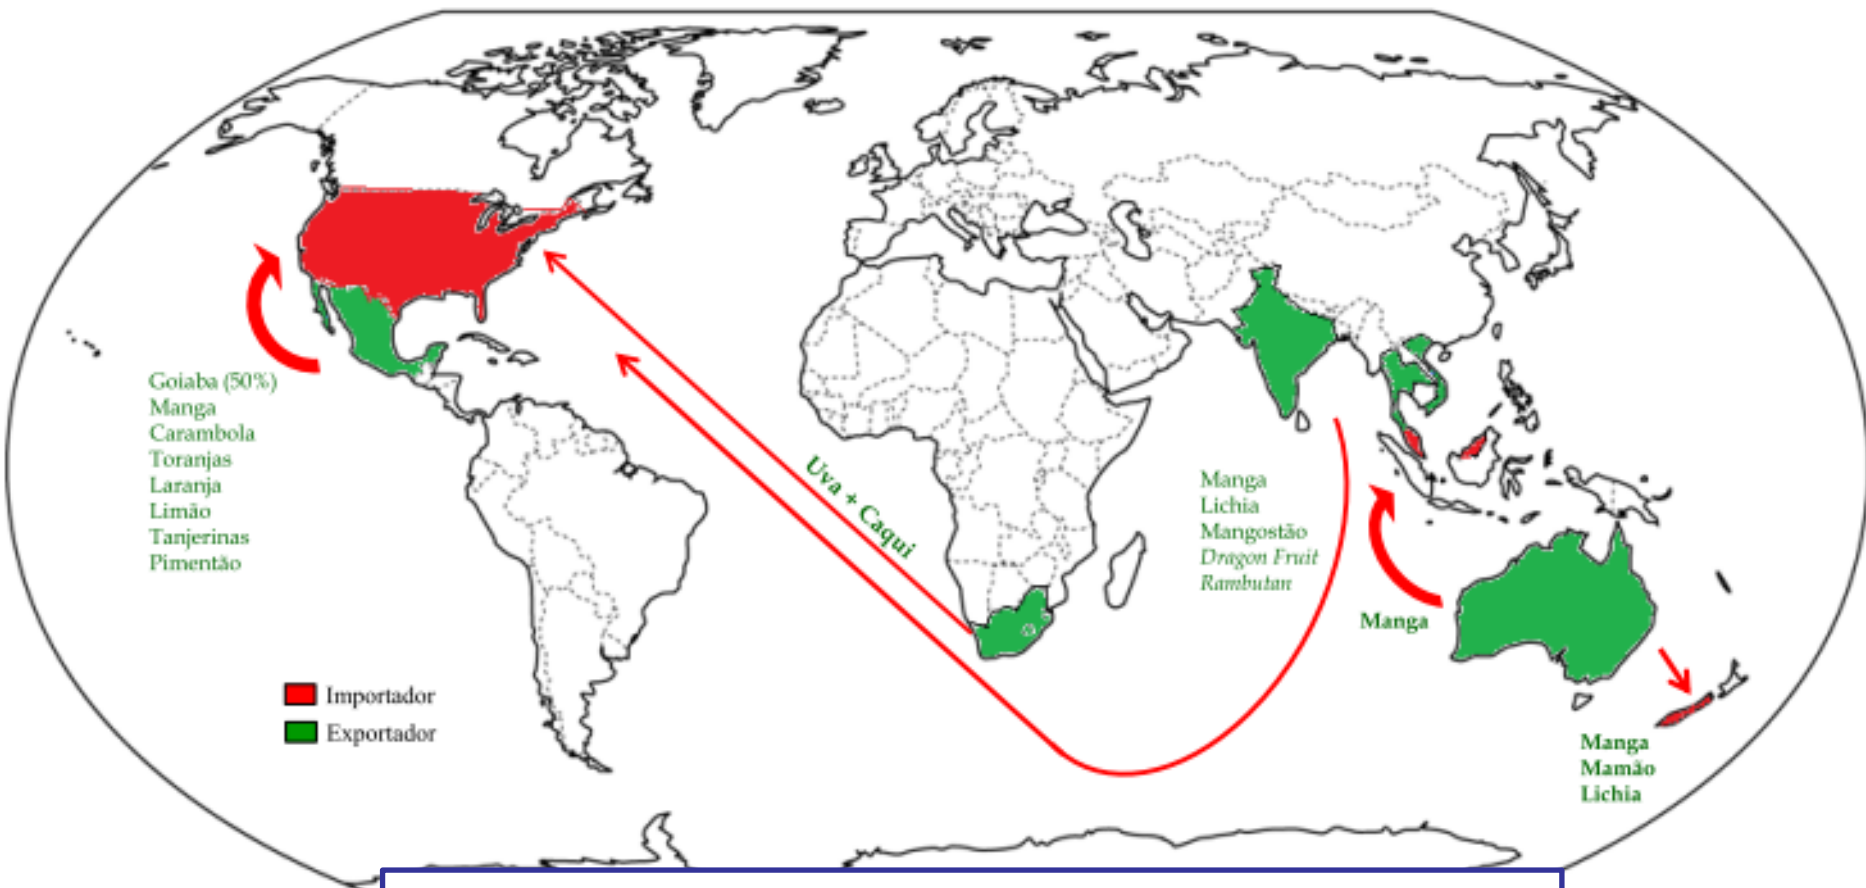 Goiaba (50%)
Manga
Carambola
Toranjas
Laranja
Limão
Tanjerinas
Pimentão
Uva + Caqui
Manga
Lichia
Mangostão
Dragon Fruit
Rambutan
Manga
Manga
Mamão
Lichia
Importador
Exportador